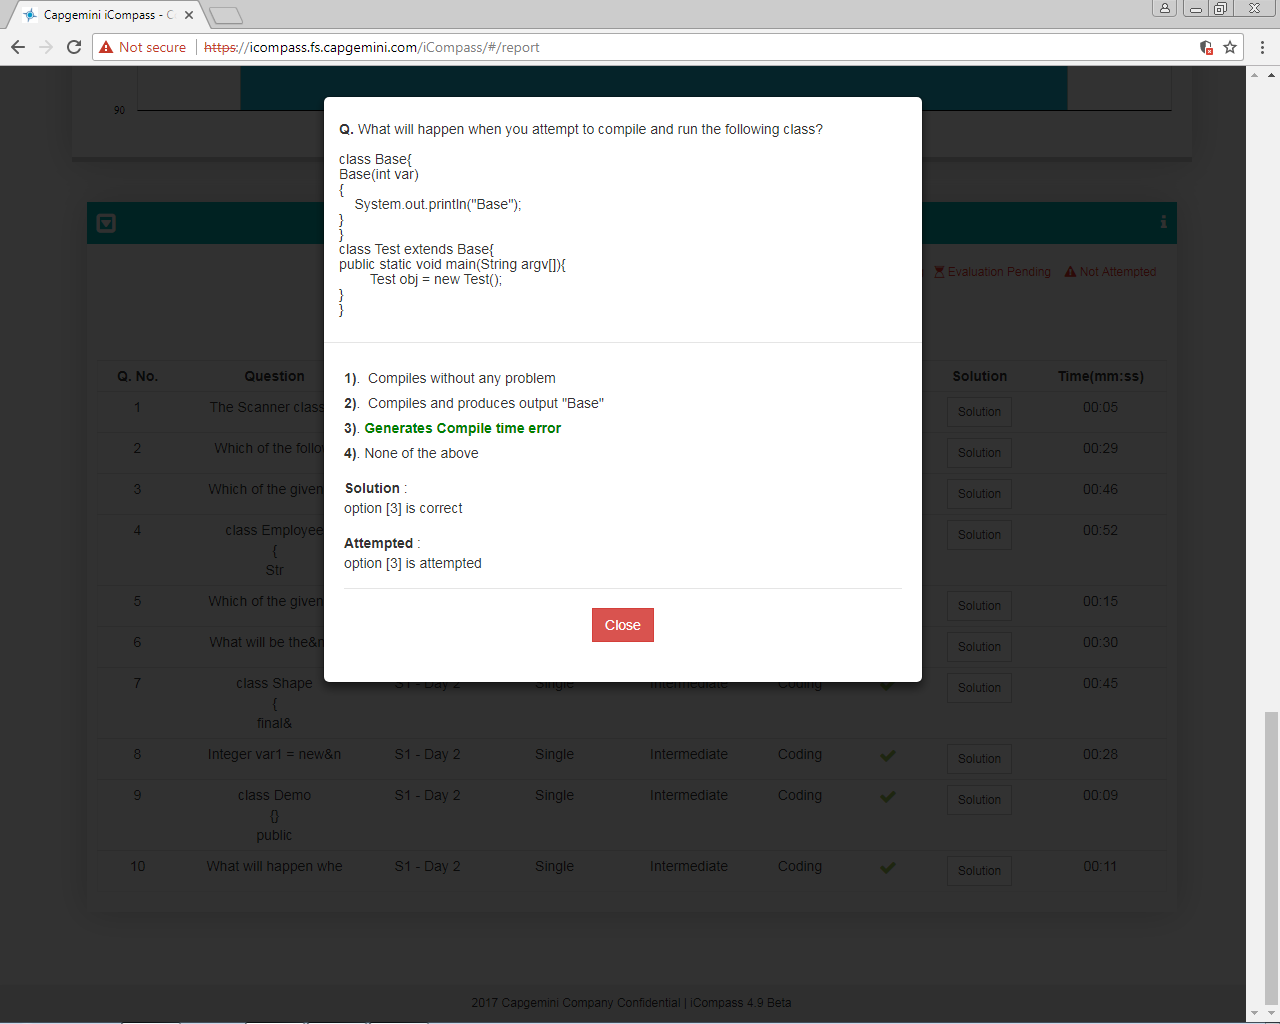 Capgemini iCompass - C
Not secure https://icompass.fs.capgemini.com/iCompass/#/report
90
Q. What will happen when you attempt to compile and run the following class?
class Base{
Base(int var)
{
System.out.println("Base");
}
}
class Test extends Base{
public static void main(String argv[]){
Test obj = new Test();
}
}
1). Compiles without any problem
2). Compiles and produces output "Base"
3). Generates Compile time error
4). None of the above
Solution :
option [3] is correct
Attempted :
option [3] is attempted
Close
Evaluation Pending Not Attempted
Q. No. Question Solution Time(mm:ss)
1 The Scanner class Solution 00:05
2 Which of the follo Solution 00:29
3 Which of the given Solution 00:46
4 class Employee Solution 00:52
{
Str
5 Which of the given Solution 00:15
6 What will be the&n Solution 00:30
7 class Shape S1 - Day 2 Single Intermediate Coding Solution 00:45
{
final&
8 Integer var1 = new&n S1 - Day 2 Single Intermediate Coding Solution 00:28
9 class Demo S1 - Day 2 Single Intermediate Coding Solution 00:09
{}
public
10 What will happen whe S1 - Day 2 Single Intermediate Coding Solution 00:11
2017 Capgemini Company Confidential | iCompass 4.9 Beta